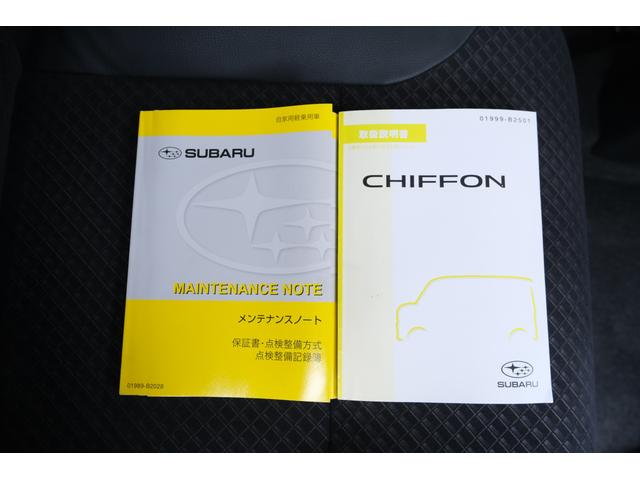 自家用軽乗用車
SUBARU
MAINTENANCE NOTE
メンテナンスノート
保証書・点検整備方式
点検整備記録簿
01989-B2028
01999-B2501
取扱説明書
CHIFFON
SUBARU